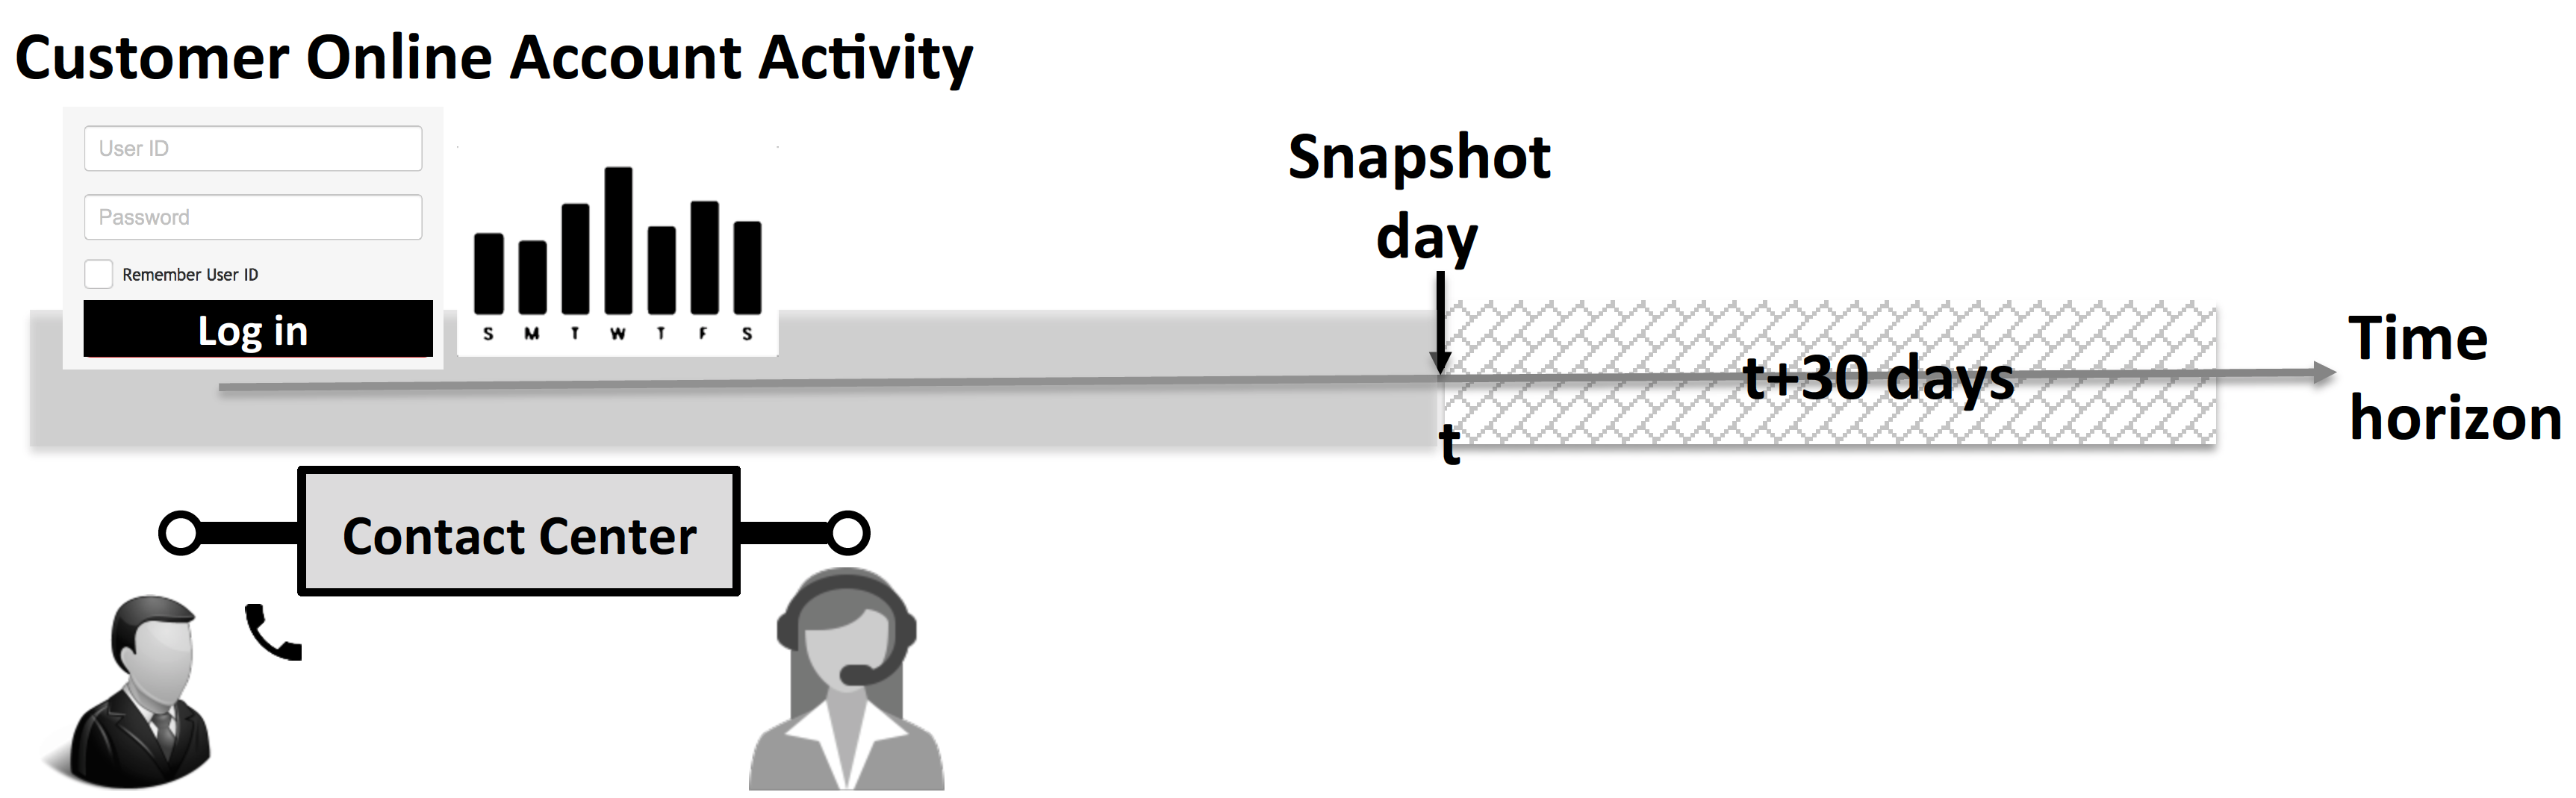 Customer Online Account Activity
User ID
Password
Remember User ID
Log in
S M T W T F S
Snapshot
day
t
t+30 days
Time
horizon
Contact Center